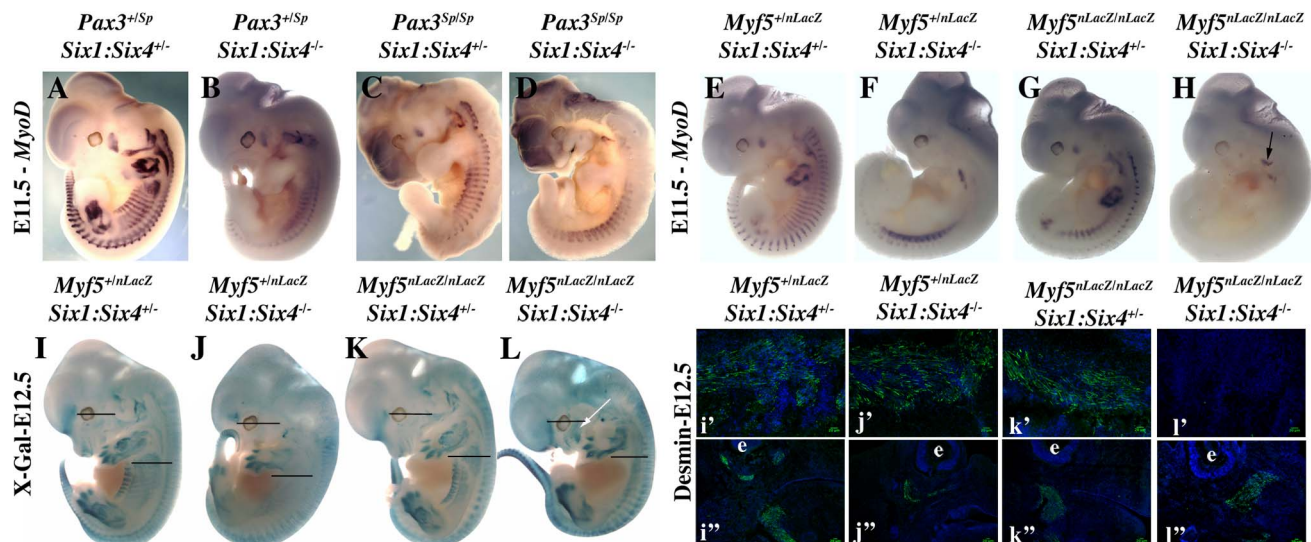 Pax3+/Sp Pax3+/Sp Pax3Sp/Sp Pax3Sp/Sp Myf5+/nLacZ Myf5+/nLacZ Myf5nLacZ/nLacZ Myf5nLacZ/nLacZ
Six1:Six4+/- Six1:Six4-/- Six1:Six4+/- Six1:Six4-/- Six1:Six4+/- Six1:Six4-/- Six1:Six4+/- Six1:Six4-/-
E11.5 - MyoD
A B C D
E11.5 - MyoD
E F G H
Myf5+/nLacZ Myf5+/nLacZ Myf5nLacZ/nLacZ Myf5nLacZ/nLacZ Myf5+/nLacZ Myf5+/nLacZ Myf5nLacZ/nLacZ Myf5nLacZ/nLacZ
Six1:Six4+/- Six1:Six4-/- Six1:Six4+/- Six1:Six4-/- Six1:Six4+/- Six1:Six4-/- Six1:Six4+/- Six1:Six4-/-
X-Gal-E12.5
I J K L
Desmin-E12.5
i' j' k' l'
e e e e
i'' j'' k'' l''